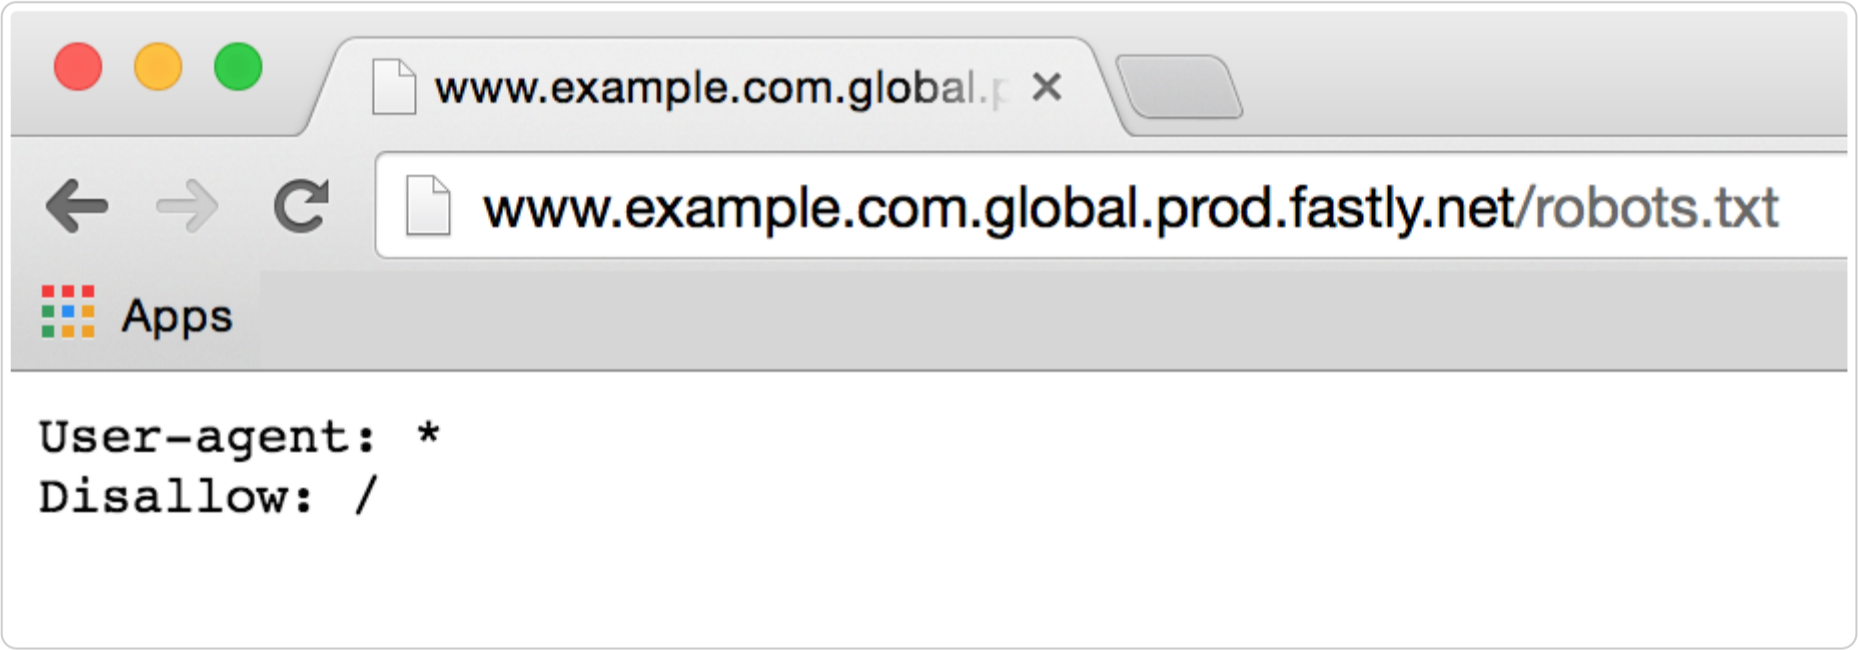 www.example.com.global.p
www.example.com.global.prod.fastly.net/robots.txt
Apps
User-agent: *
Disallow: /